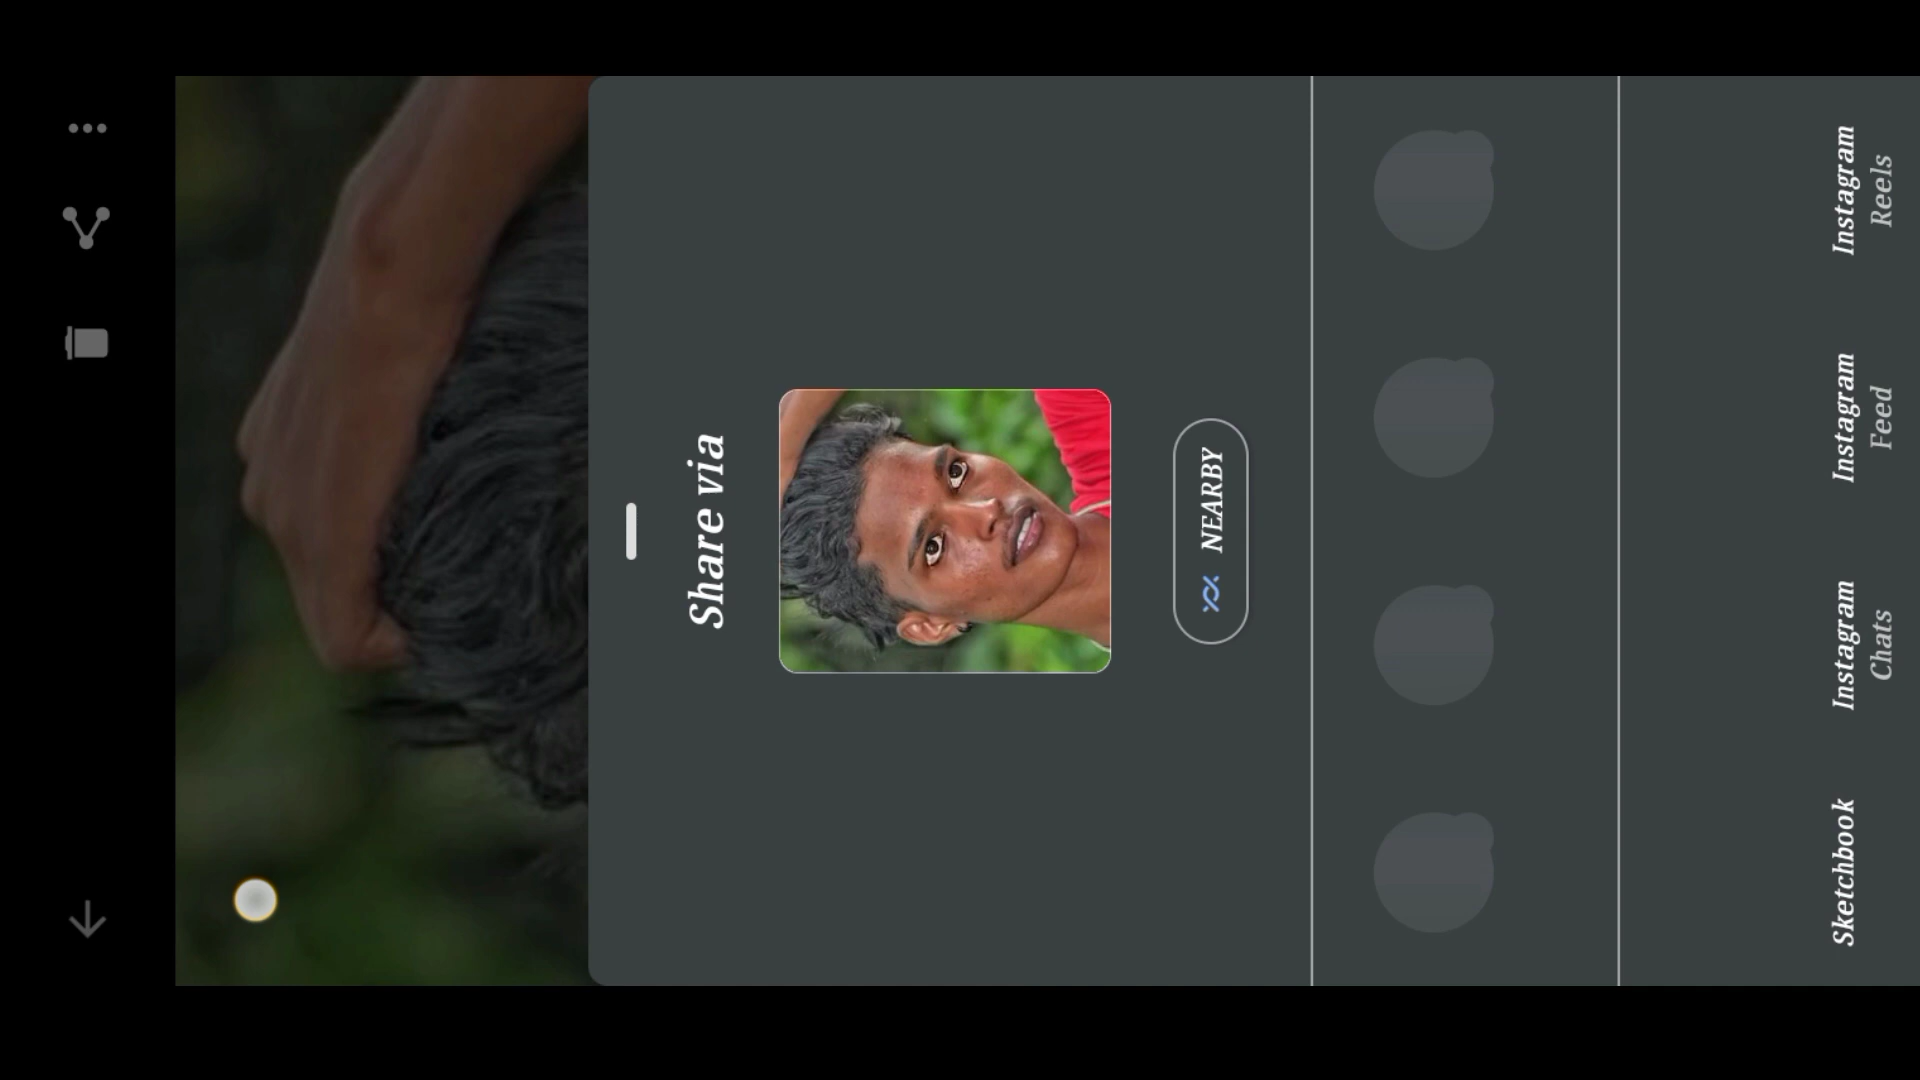 Share via
NEARBY
Sketchbook
Instagram
Chats
Instagram
Feed
Instagram
Reels